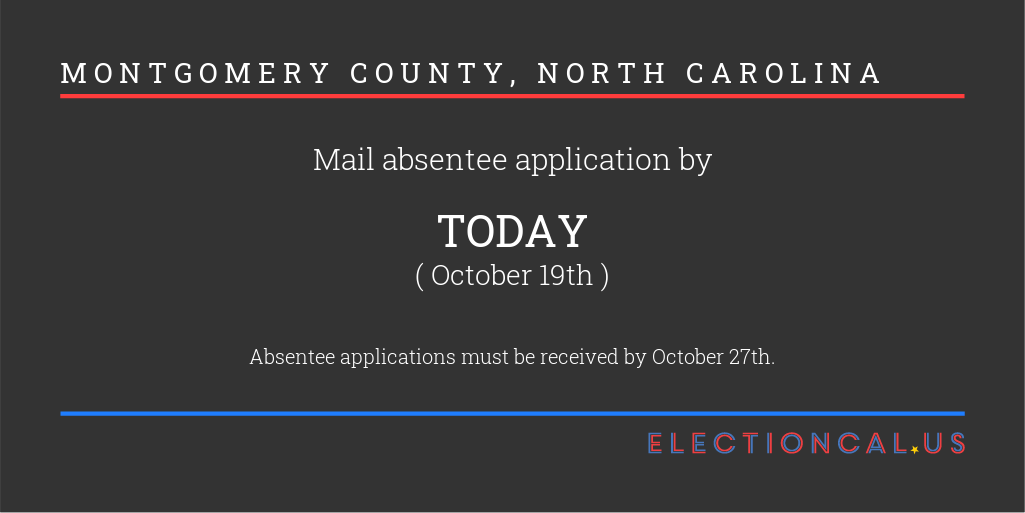 MONTGOMERY COUNTY, NORTH CAROLINA
Mail absentee application by
TODAY
( October 19th )
Absentee applications must be received by October 27th.
ELECTIONCAL.US